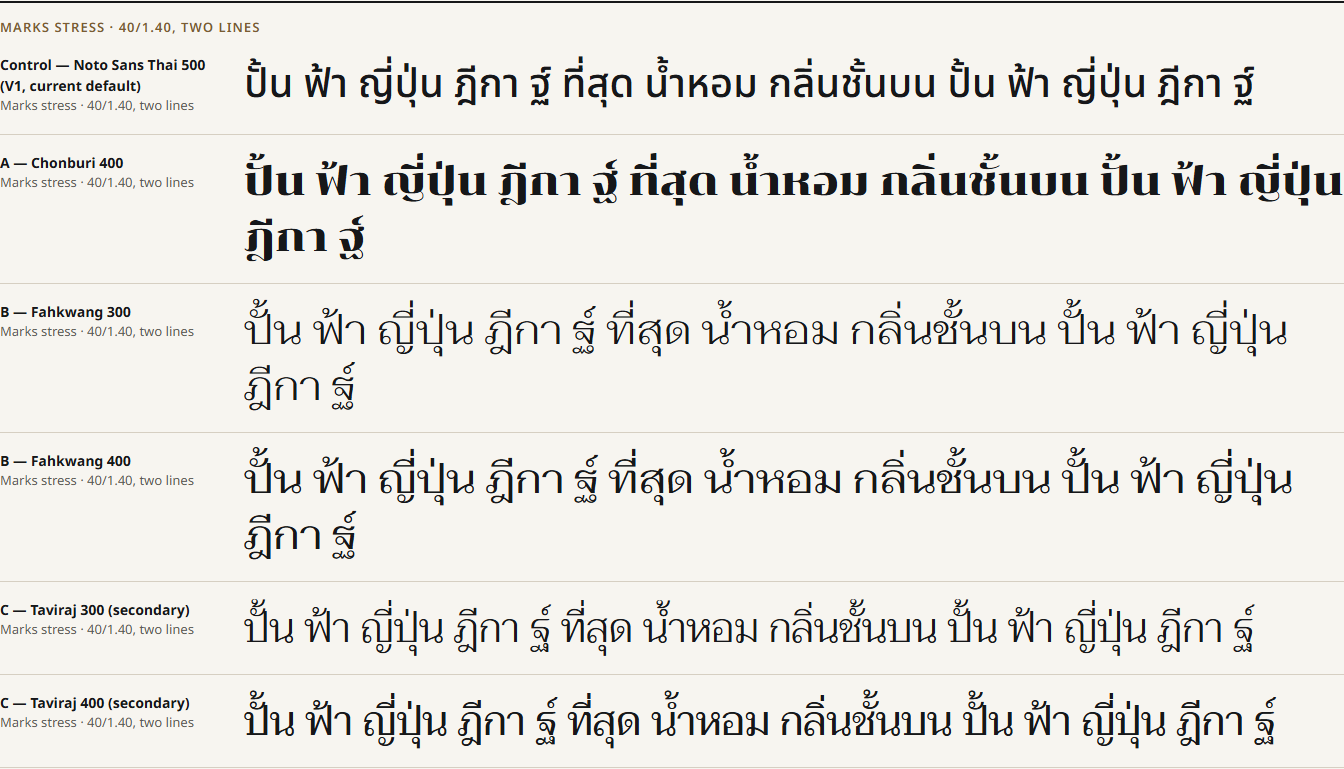 MARKS STRESS · 40/1.40, TWO LINES
Control — Noto Sans Thai 500
(V1, current default)
Marks stress · 40/1.40, two lines
ปั้น ฟ้า ญี่ปุ่น ฎีกา ฐ์ ที่สุด น้ำหอม กลิ่นชั้นบน ปั้น ฟ้า ญี่ปุ่น ฎีกา ฐ์
A — Chonburi 400
Marks stress · 40/1.40, two lines
ปั้น ฟ้า ญี่ปุ่น ฎีกา ฐ์ ที่สุด น้ำหอม กลิ่นชั้นบน ปั้น ฟ้า ญี่ปุ่น
ฎีกา ฐ์
B — Fahkwang 300
Marks stress · 40/1.40, two lines
ปั้น ฟ้า ญี่ปุ่น ฎีกา ฐ์ ที่สุด น้ำหอม กลิ่นชั้นบน ปั้น ฟ้า ญี่ปุ่น
ฎีกา ฐ์
B — Fahkwang 400
Marks stress · 40/1.40, two lines
ปั้น ฟ้า ญี่ปุ่น ฎีกา ฐ์ ที่สุด น้ำหอม กลิ่นชั้นบน ปั้น ฟ้า ญี่ปุ่น
ฎีกา ฐ์
C — Taviraj 300 (secondary)
Marks stress · 40/1.40, two lines
ปั้น ฟ้า ญี่ปุ่น ฎีกา ฐ์ ที่สุด น้ำหอม กลิ่นชั้นบน ปั้น ฟ้า ญี่ปุ่น ฎีกา ฐ์
C — Taviraj 400 (secondary)
Marks stress · 40/1.40, two lines
ปั้น ฟ้า ญี่ปุ่น ฎีกา ฐ์ ที่สุด น้ำหอม กลิ่นชั้นบน ปั้น ฟ้า ญี่ปุ่น ฎีกา ฐ์